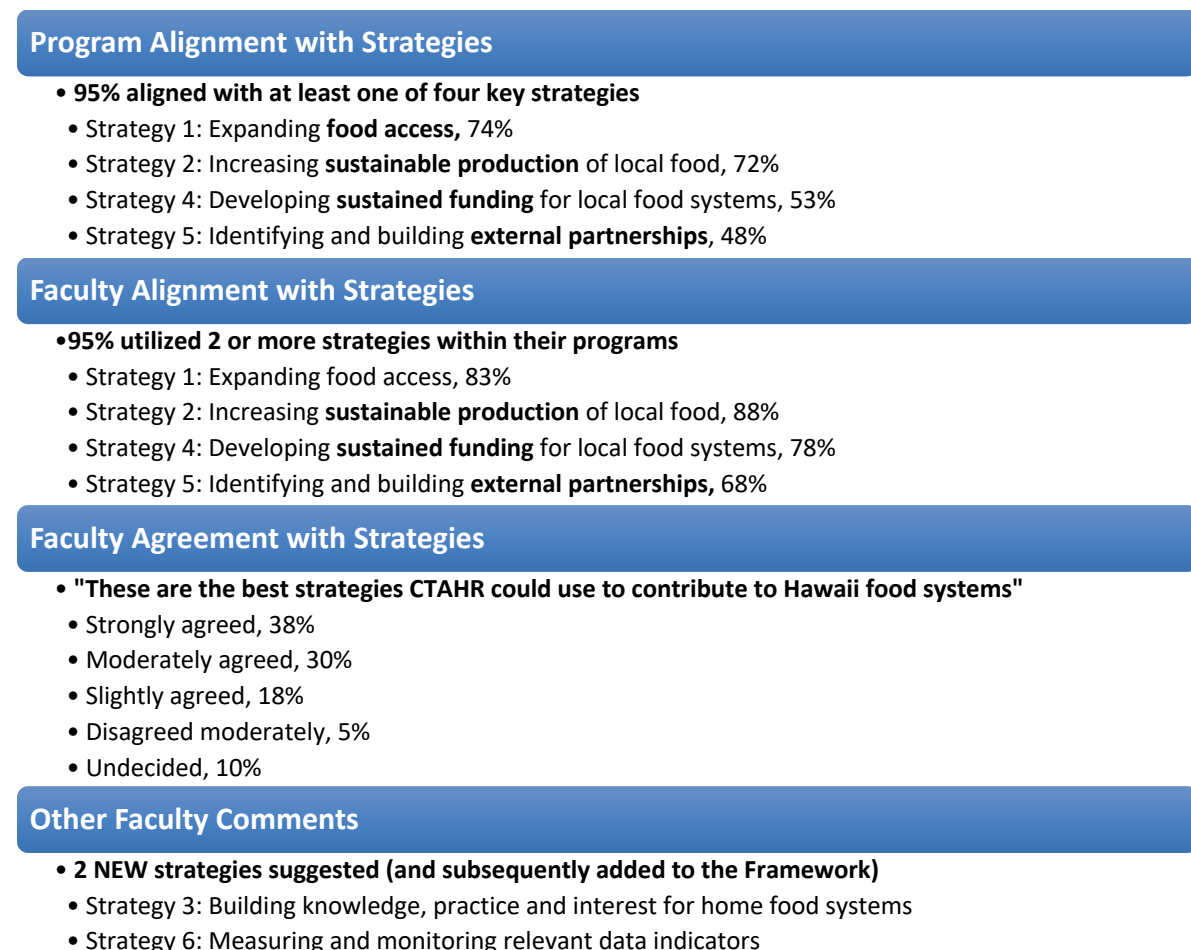 Program Alignment with Strategies
• 95% aligned with at least one of four key strategies
• Strategy 1: Expanding food access, 74%
• Strategy 2: Increasing sustainable production of local food, 72%
• Strategy 4: Developing sustained funding for local food systems, 53%
• Strategy 5: Identifying and building external partnerships, 48%
Faculty Alignment with Strategies
•95% utilized 2 or more strategies within their programs
• Strategy 1: Expanding food access, 83%
• Strategy 2: Increasing sustainable production of local food, 88%
• Strategy 4: Developing sustained funding for local food systems, 78%
• Strategy 5: Identifying and building external partnerships, 68%
Faculty Agreement with Strategies
• "These are the best strategies CTAHR could use to contribute to Hawaii food systems"
• Strongly agreed, 38%
• Moderately agreed, 30%
• Slightly agreed, 18%
• Disagreed moderately, 5%
• Undecided, 10%
Other Faculty Comments
• 2 NEW strategies suggested (and subsequently added to the Framework)
• Strategy 3: Building knowledge, practice and interest for home food systems
• Strategy 6: Measuring and monitoring relevant data indicators